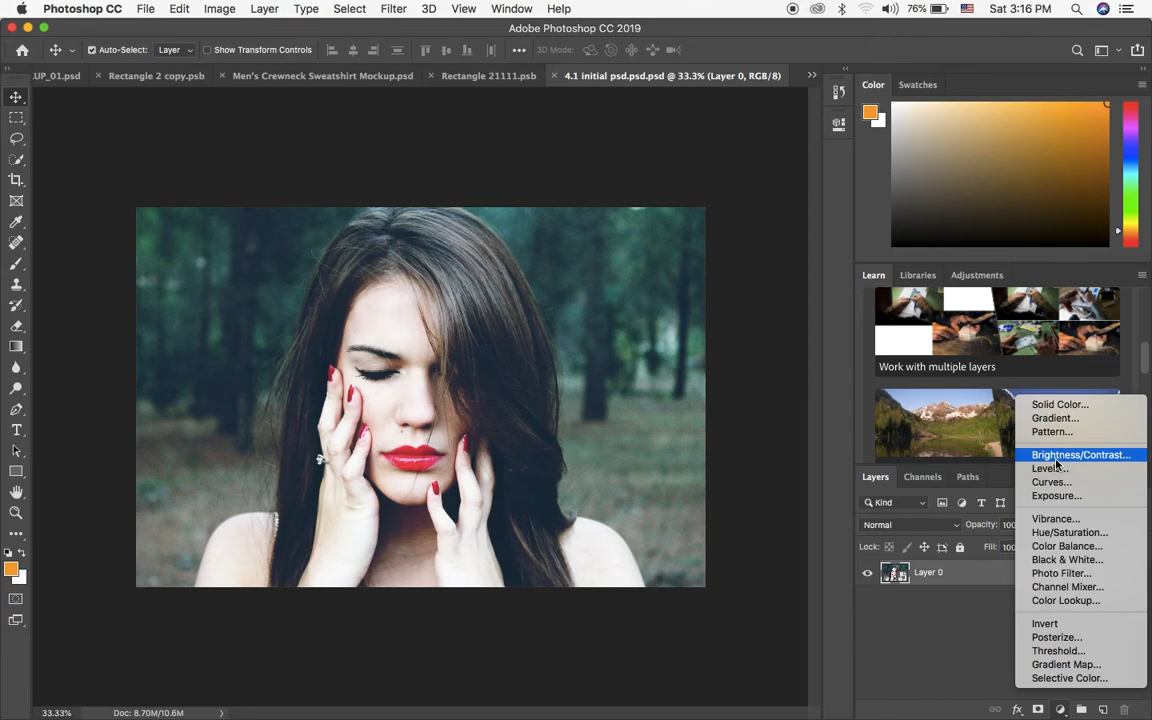 Photoshop CC File Edit Image Layer Type Select Filter 3D View Window Help 76% Sat 3:16 PM
Adobe Photoshop CC 2019
Auto-Select: Layer Show Transform Controls 3D Mode:
UP_01.psd Rectangle 2 copy.psb Men's Crewneck Sweatshirt Mockup.psd Rectangle 21111.psb 4.1 initial psd.psd.psd @ 33.3% (Layer 0, RGB/8)
Color Swatches
Learn Libraries Adjustments
Work with multiple layers
Solid Color...
Gradient...
Pattern...
Brightness/Contrast...
Levels...
Curves...
Exposure...
Vibrance...
Hue/Saturation...
Color Balance...
Black & White...
Photo Filter...
Channel Mixer...
Color Lookup...
Invert
Posterize...
Threshold...
Gradient Map...
Selective Color...
Layers Channels Paths
Kind
Normal Opacity: 100
Lock: Fill: 100
Layer 0
fx
33.33% Doc: 8.70M/10.6M